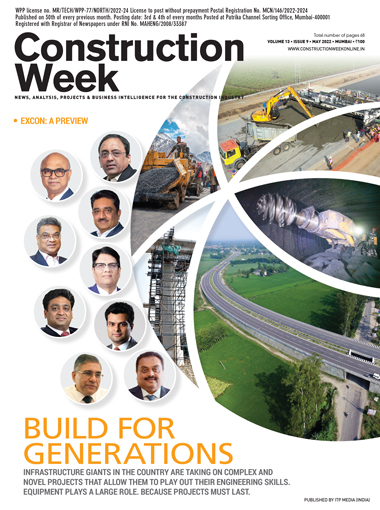 WPP license no. MR/TECH/WPP-77/NORTH/2022-24 License to post without prepayment Postal Registration No. MCN/146/2022-2024
Published on 30th of every previous month. Posting date: 3rd & 4th of every months Posted at Patrika Channel Sorting Office, Mumbai-400001
Registered with Registrar of Newspapers under RNI No. MAHENG/2008/33387
Total number of pages 68
VOLUME 13 • ISSUE 9 • MAY 2022 • MUMBAI • ₹100
WWW.CONSTRUCTIONWEEKONLINE.IN
Construction
Week
NEWS, ANALYSIS, PROJECTS & BUSINESS INTELLIGENCE FOR THE CONSTRUCTION INDUSTRY
• EXCON: A PREVIEW
BUILD FOR
GENERATIONS
INFRASTRUCTURE GIANTS IN THE COUNTRY ARE TAKING ON COMPLEX AND
NOVEL PROJECTS THAT ALLOW THEM TO PLAY OUT THEIR ENGINEERING SKILLS.
EQUIPMENT PLAYS A LARGE ROLE. BECAUSE PROJECTS MUST LAST.
PUBLISHED BY ITP MEDIA (INDIA)